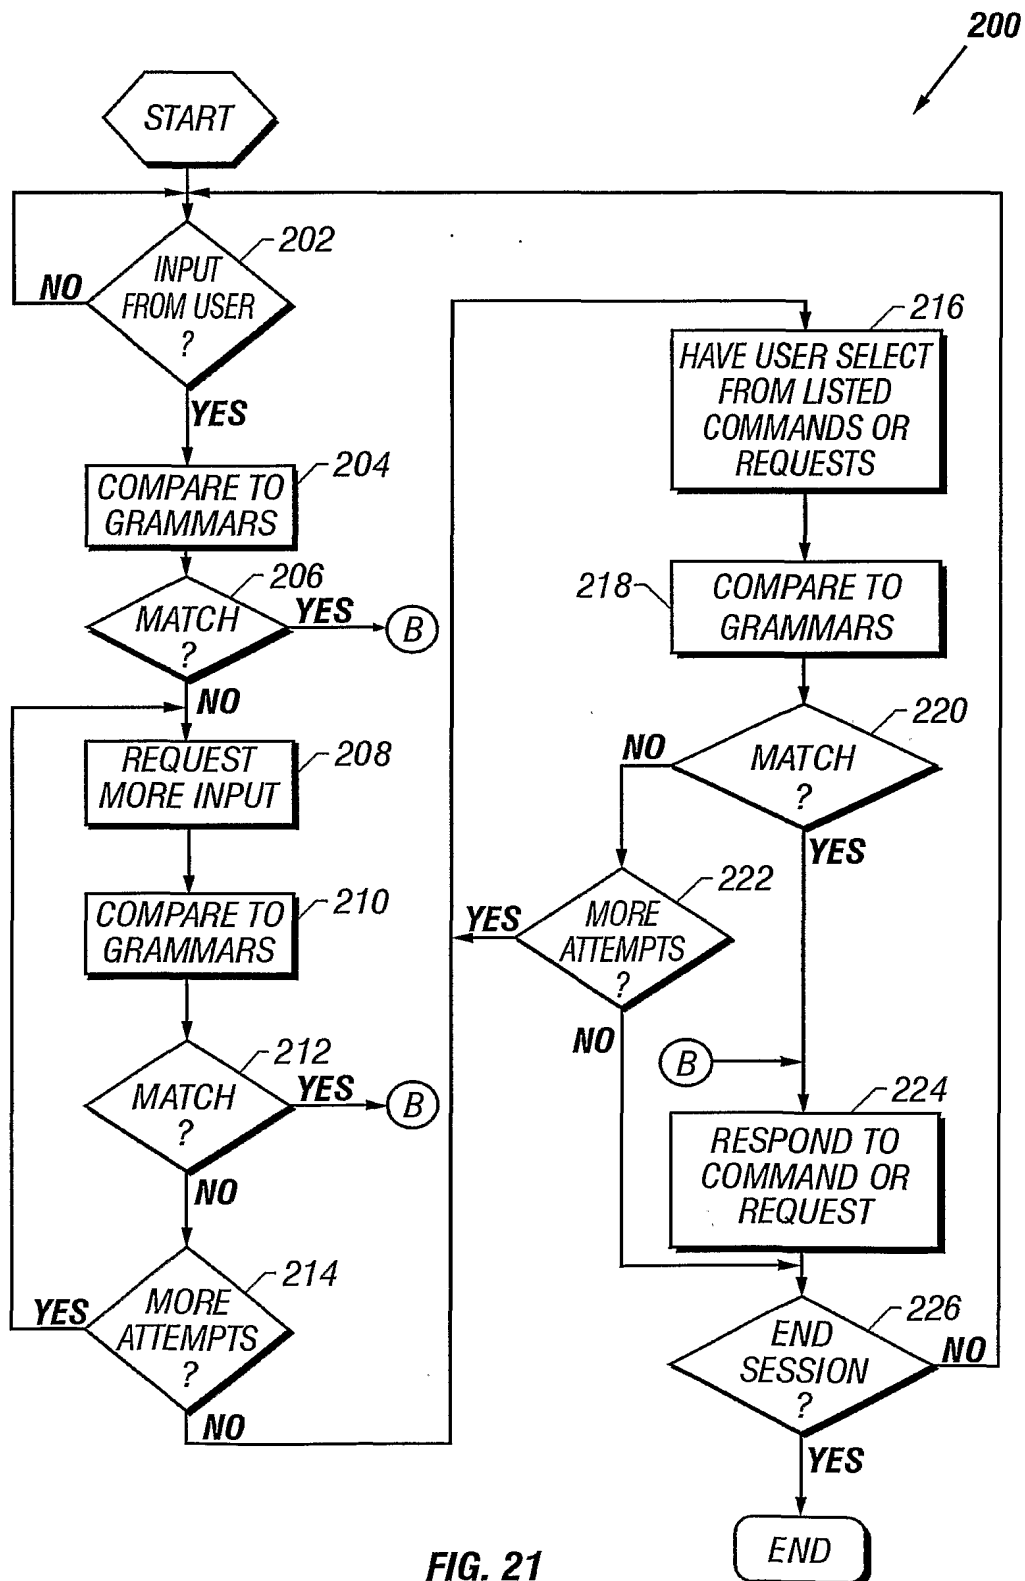 200
START
202
INPUT
FROM USER
?
NO
YES
204
COMPARE TO
GRAMMARS
206
MATCH
?
YES
B
NO
208
REQUEST
MORE INPUT
210
COMPARE TO
GRAMMARS
212
MATCH
?
YES
B
NO
214
MORE
ATTEMPTS
?
YES
NO
216
HAVE USER SELECT
FROM LISTED
COMMANDS OR
REQUESTS
218
COMPARE TO
GRAMMARS
220
MATCH
?
NO
YES
222
MORE
ATTEMPTS
?
YES
NO
B
224
RESPOND TO
COMMAND OR
REQUEST
226
END
SESSION
?
NO
YES
END
FIG. 21